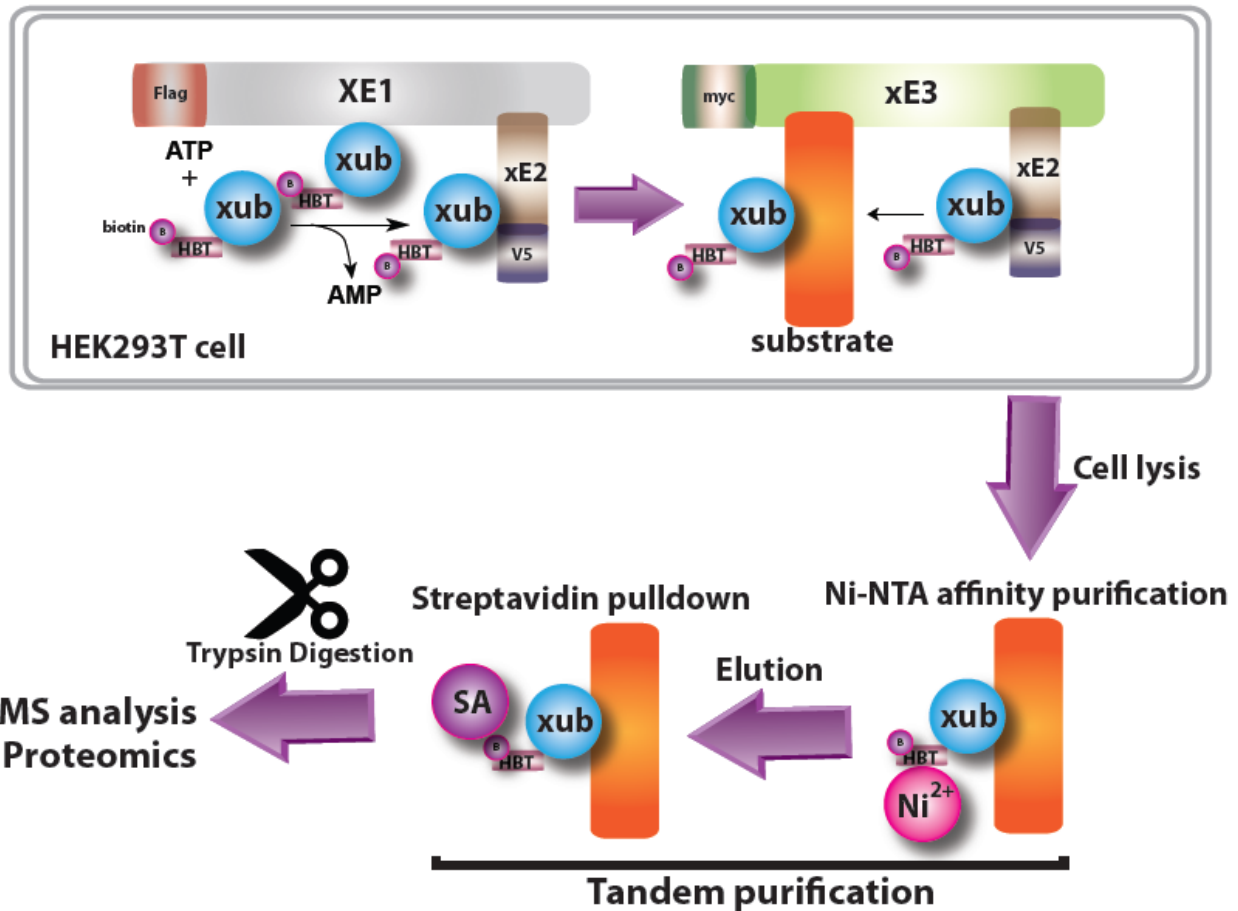 Flag
XE1
ATP
+
xub
xub
B
HBT
biotin
B
HBT
AMP
xub
B
HBT
xE2
V5
myc
xE3
xub
B
HBT
xub
B
HBT
xE2
V5
substrate
HEK293T cell
Cell lysis
Ni-NTA affinity purification
xub
B
HBT
Ni2+
Elution
Streptavidin pulldown
SA
xub
B
HBT
Trypsin Digestion
MS analysis
Proteomics
Tandem purification